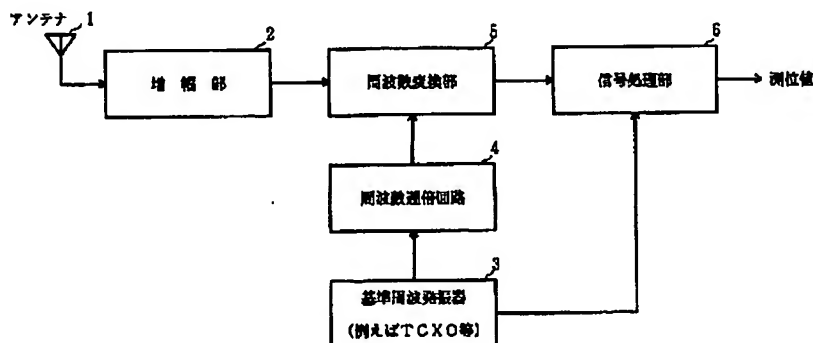 アンテナ 1
2
増 幅 部
5
周波数変換部
6
信号処理部
測位値
4
周波数逓倍回路
3
基準周波発振器
(例えばTCXO等)